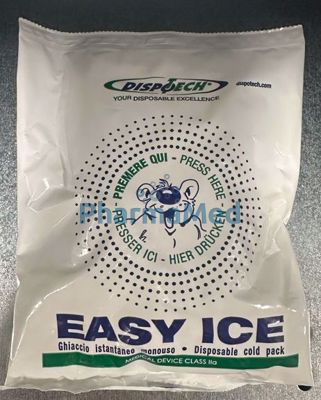 DISPOTECH®
YOUR DISPOSABLE EXCELLENCE
dispotech.com
PREMERE QUI - PRESS HERE
PharmaMed
PRESSER ICI - HIER DRÜCKEN
EASY ICE
Ghiaccio istantaneo monouso • Disposable cold pack
MEDICAL DEVICE CLASS IIa